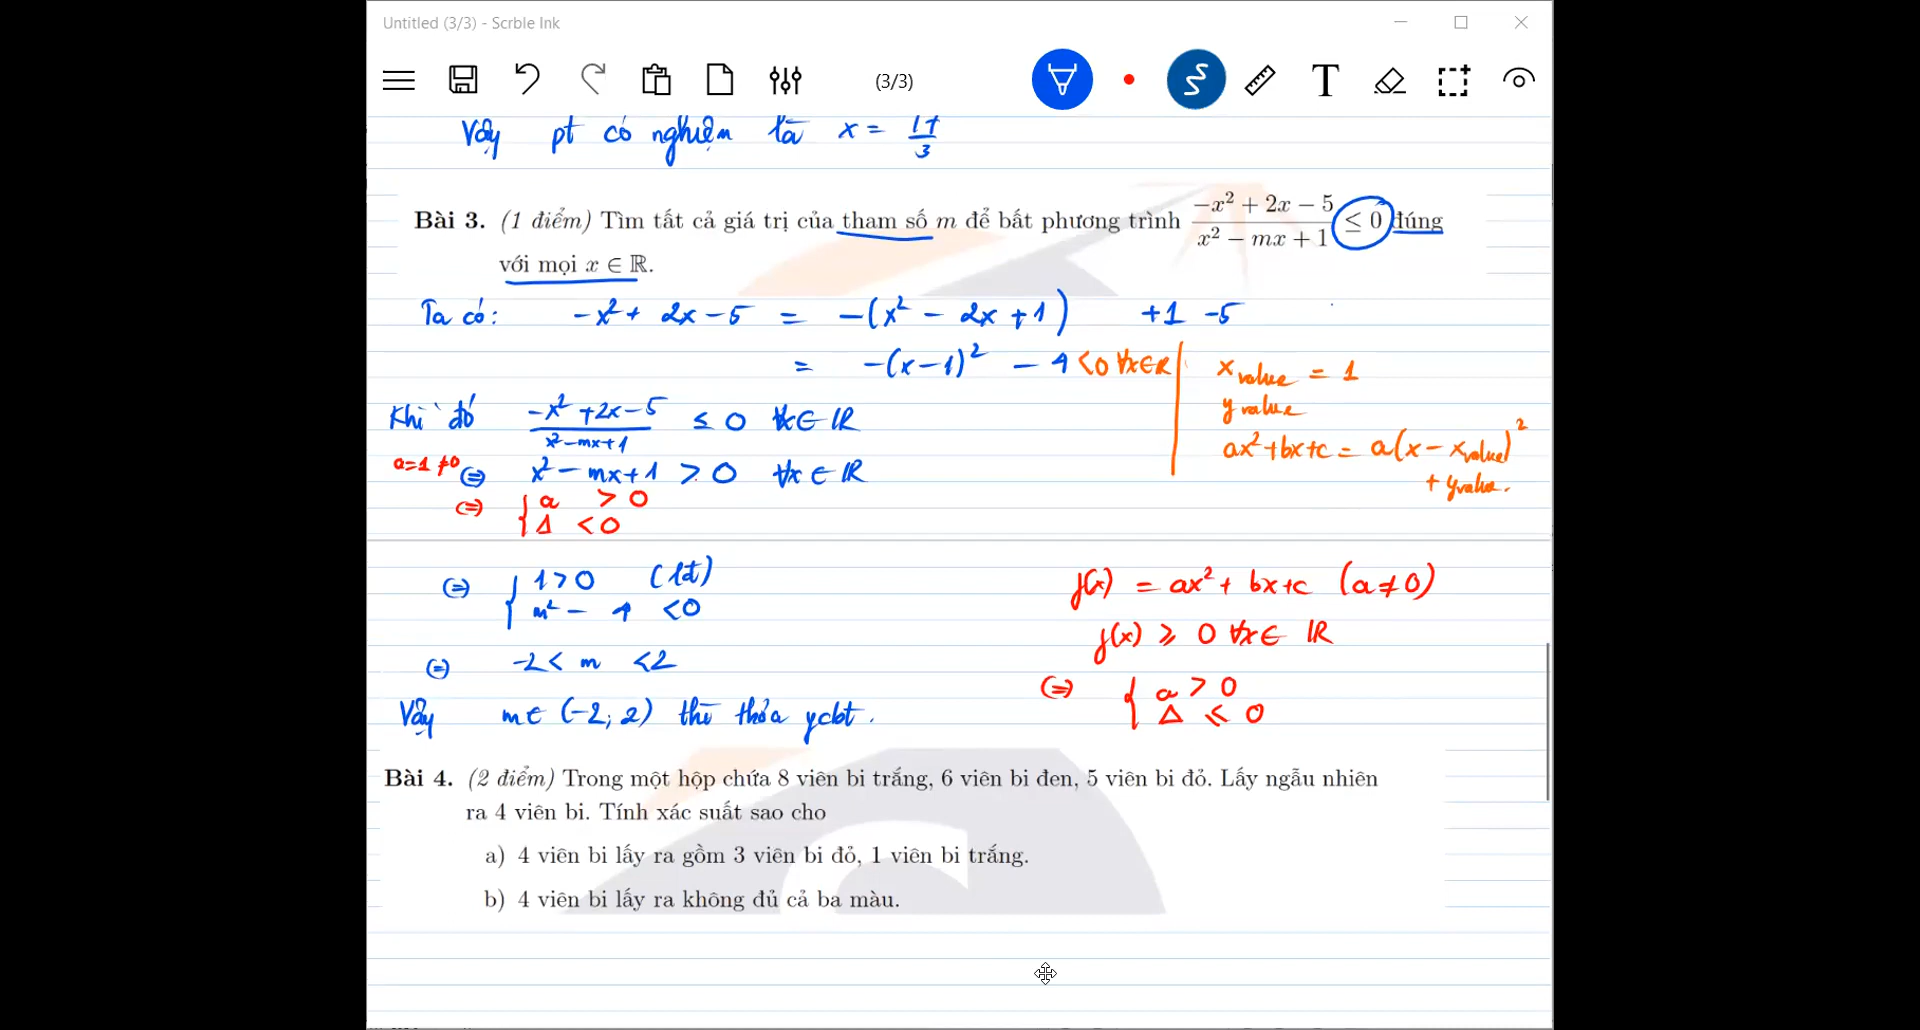 Untitled (3/3) - Scrble Ink
(3/3)
Vậy pt có nghiệm là x = 17/3
Bài 3. (1 điểm) Tìm tất cả giá trị của tham số m để bất phương trình (−x² + 2x − 5)/(x² − mx + 1) ≤ 0 đúng
với mọi x ∈ ℝ.
Ta có: −x² + 2x − 5 = −(x² − 2x + 1) +1 −5
= −(x−1)² − 4 <0 ∀x∈R
xvalue = 1
yvalue
ax²+bx+c = a(x − xvalue)²
+ yvalue.
Khi đó (−x² + 2x − 5)/(x² − mx + 1) ≤ 0 ∀x ∈ ℝ
a=1 ≠0 ⇔ x² − mx + 1 > 0 ∀x ∈ ℝ
⇔ { a > 0
Δ < 0
⇔ { 1 > 0 (lđ)
m² − 4 < 0
⇔ −2 < m < 2
Vậy m ∈ (−2; 2) thì thỏa ycbt.
f(x) = ax² + bx + c (a ≠ 0)
f(x) ≥ 0 ∀x ∈ ℝ
⇔ { a > 0
Δ ≤ 0
Bài 4. (2 điểm) Trong một hộp chứa 8 viên bi trắng, 6 viên bi đen, 5 viên bi đỏ. Lấy ngẫu nhiên
ra 4 viên bi. Tính xác suất sao cho
a) 4 viên bi lấy ra gồm 3 viên bi đỏ, 1 viên bi trắng.
b) 4 viên bi lấy ra không đủ cả ba màu.